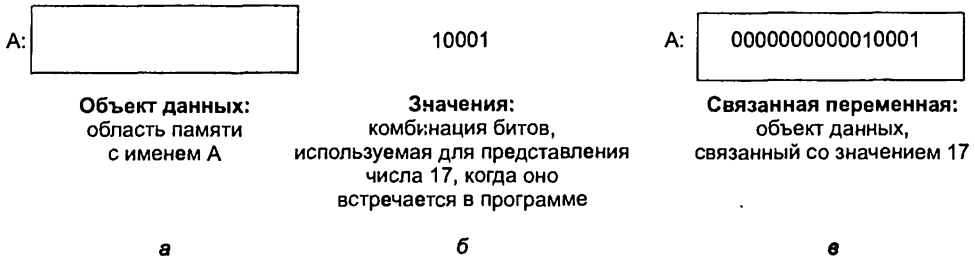 А:
10001
А:
0000000000010001
Объект данных:
область памяти
с именем А
Значения:
комбинация битов,
используемая для представления
числа 17, когда оно
встречается в программе
Связанная переменная:
объект данных,
связанный со значением 17
а
б
в